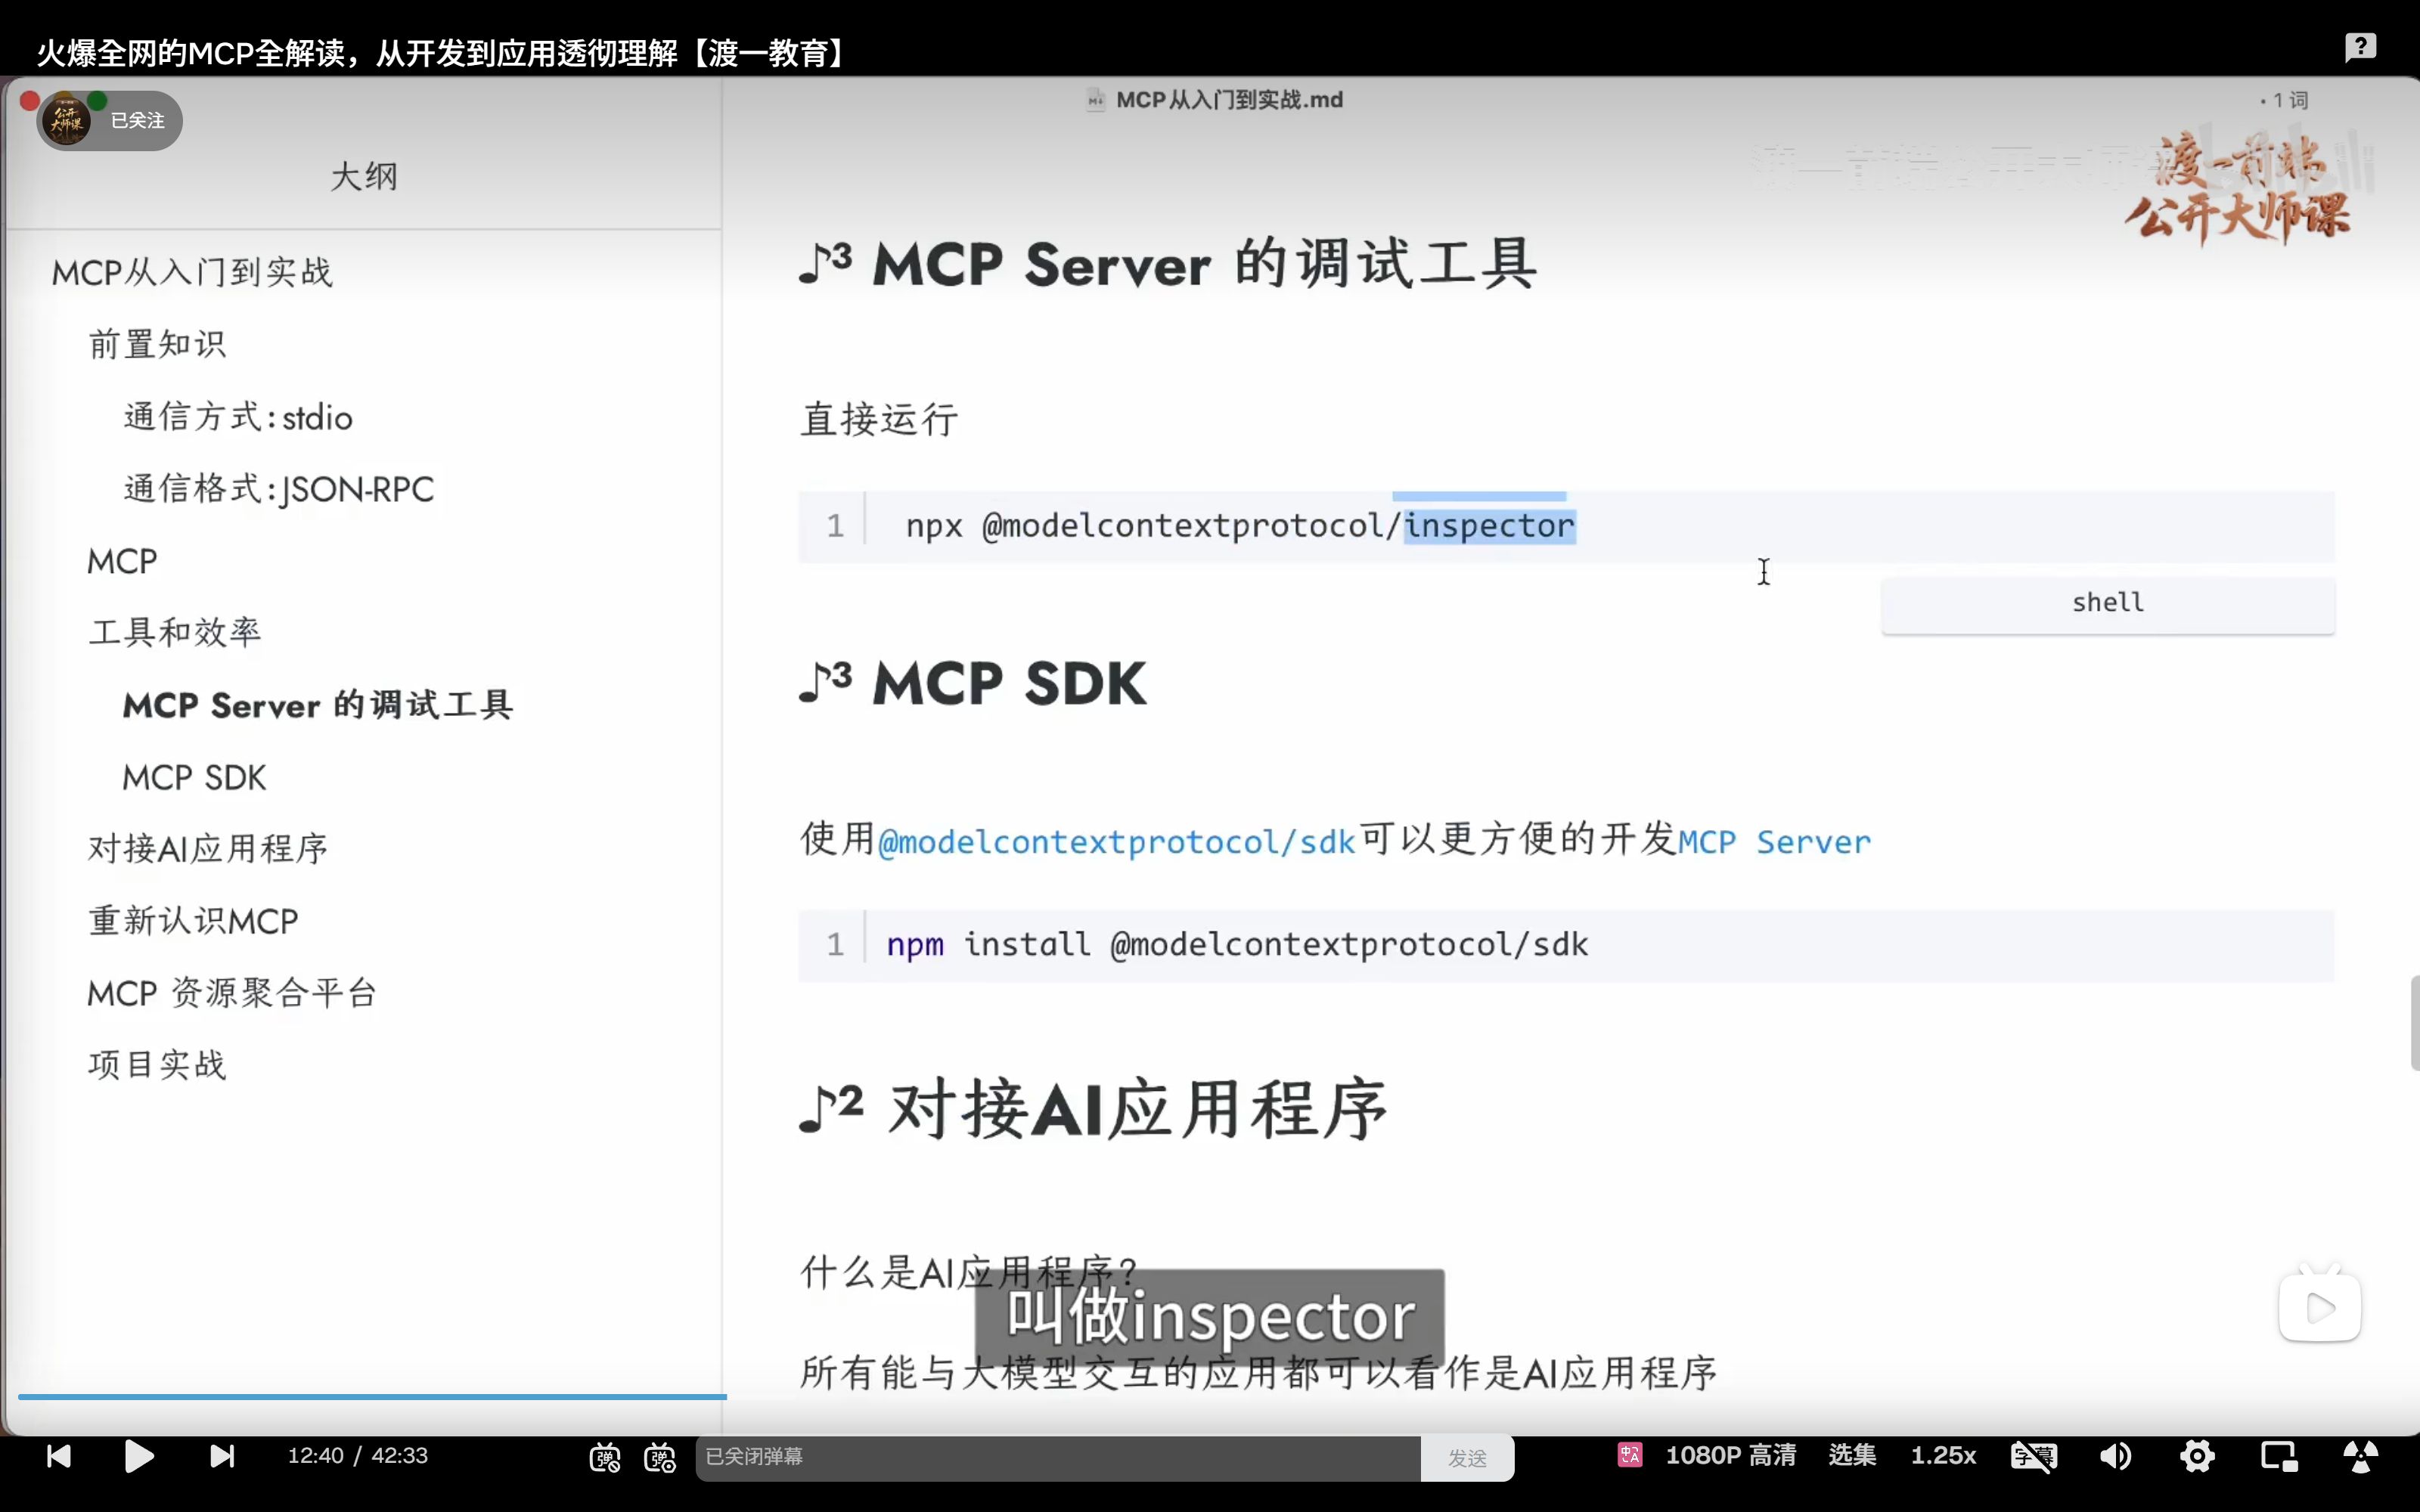 火爆全网的MCP全解读，从开发到应用透彻理解【渡一教育】
公开
大师课
已关注
MCP从入门到实战.md
• 1 词
渡一前端
公开大师课
大纲
MCP从入门到实战
前置知识
通信方式:stdio
通信格式:JSON-RPC
MCP
工具和效率
MCP Server 的调试工具
MCP SDK
对接AI应用程序
重新认识MCP
MCP 资源聚合平台
项目实战
♪³ MCP Server 的调试工具
直接运行
1 npx @modelcontextprotocol/inspector
shell
♪³ MCP SDK
使用@modelcontextprotocol/sdk可以更方便的开发MCP Server
1 npm install @modelcontextprotocol/sdk
♪² 对接AI应用程序
什么是AI应用程序?
叫做inspector
所有能与大模型交互的应用都可以看作是AI应用程序
12:40 / 42:33
弹
弹
已关闭弹幕
发送
1080P 高清
选集
1.25x
字幕